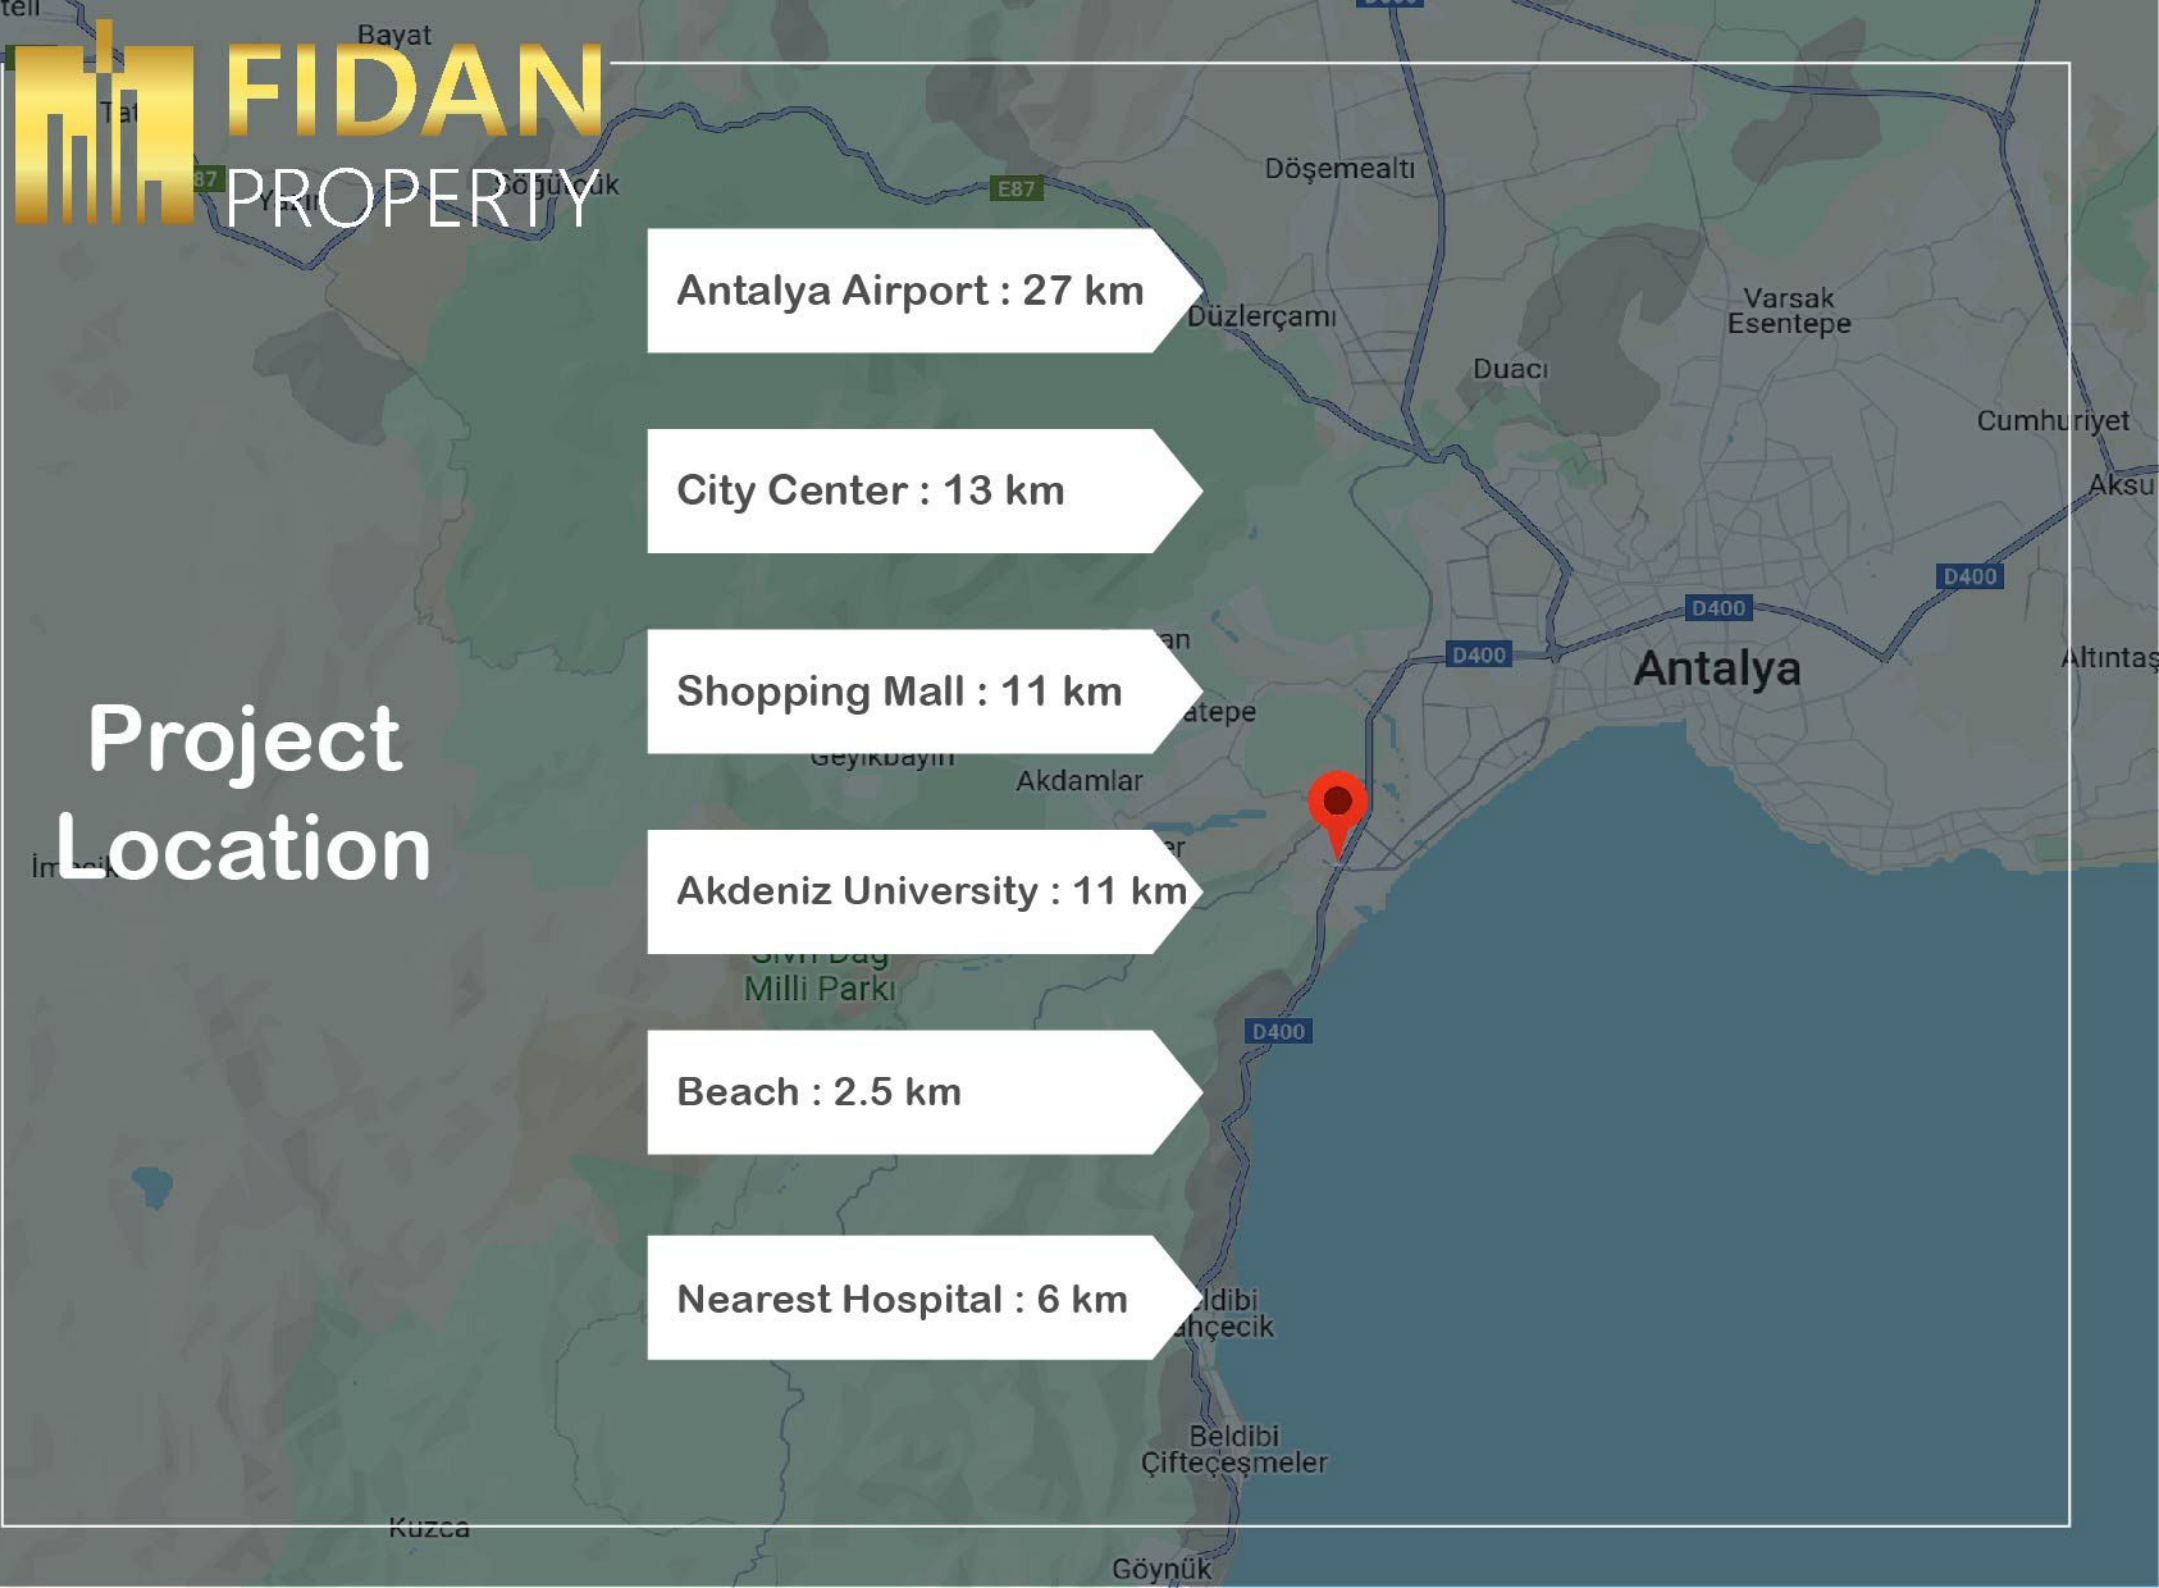 Bayat
FIDAN
PROPERTY
E87
Döşemealtı
Antalya Airport : 27 km
Düzlerçamı
Varsak
Esentepe
Duacı
Cumhuriyet
City Center : 13 km
Aksu
D400
D400
D400
Antalya
Altıntaş
Shopping Mall : 11 km
Project
Location
Akdamlar
Akdeniz University : 11 km
Milli Parkı
D400
Beach : 2.5 km
Nearest Hospital : 6 km
Beldibi
Çifteçeşmeler
Kuzca
Göynük